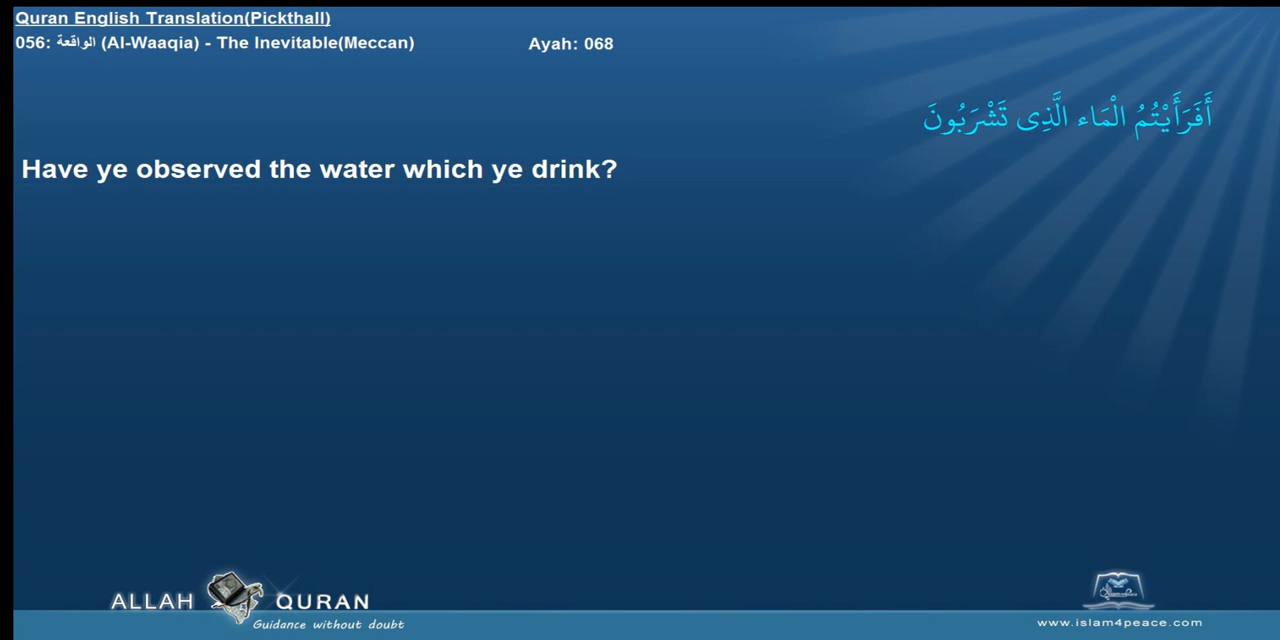 Quran English Translation(Pickthall)
056: الواقعة (Al-Waaqia) - The Inevitable(Meccan) Ayah: 068
أَفَرَأَيْتُمُ الْمَاء الَّذِى تَشْرَبُونَ
Have ye observed the water which ye drink?
ALLAH QURAN
Guidance without doubt
www.islam4peace.com